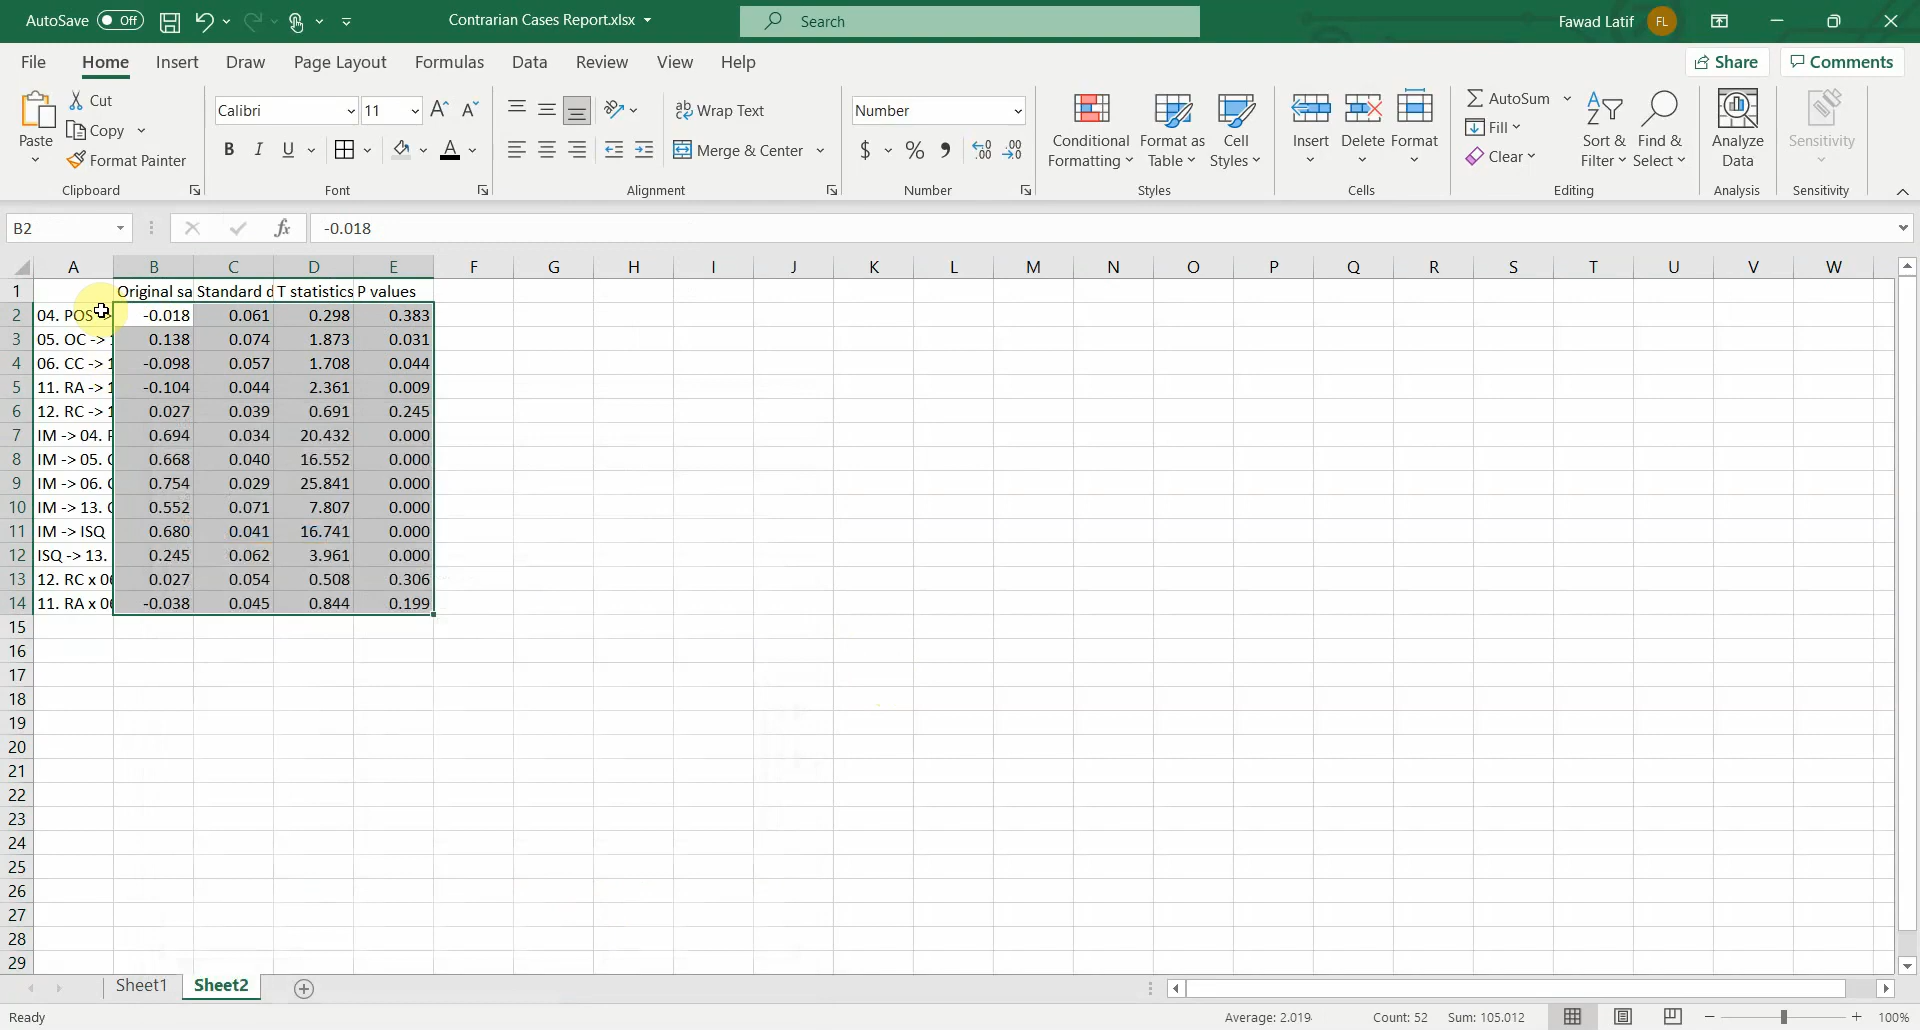 AutoSave Off Contrarian Cases Report.xlsx Search Fawad Latif FL
File Home Insert Draw Page Layout Formulas Data Review View Help Share Comments
Paste Cut Copy Format Painter Clipboard
Calibri 11 B I U A Font
Wrap Text Merge & Center Alignment
Number $ % Number
Conditional Formatting Format as Table Cell Styles Styles
Insert Delete Format Cells
AutoSum Fill Clear Sort & Filter Find & Select Editing
Analyze Data Analysis
Sensitivity Sensitivity
B2 fx -0.018
A B C D E F G H I J K L M N O P Q R S T U V W
1 Original sa Standard d T statistics P values
2 04. POS -> -0.018 0.061 0.298 0.383
3 05. OC -> 1 0.138 0.074 1.873 0.031
4 06. CC -> 1 -0.098 0.057 1.708 0.044
5 11. RA -> 1 -0.104 0.044 2.361 0.009
6 12. RC -> 1 0.027 0.039 0.691 0.245
7 IM -> 04. P 0.694 0.034 20.432 0.000
8 IM -> 05. O 0.668 0.040 16.552 0.000
9 IM -> 06. C 0.754 0.029 25.841 0.000
10 IM -> 13. 0.552 0.071 7.807 0.000
11 IM -> ISQ 0.680 0.041 16.741 0.000
12 ISQ -> 13. 0.245 0.062 3.961 0.000
13 12. RC x 06 0.027 0.054 0.508 0.306
14 11. RA x 06 -0.038 0.045 0.844 0.199
15
16
17
18
19
20
21
22
23
24
25
26
27
28
29
Sheet1 Sheet2
Ready Average: 2.019 Count: 52 Sum: 105.012 100%